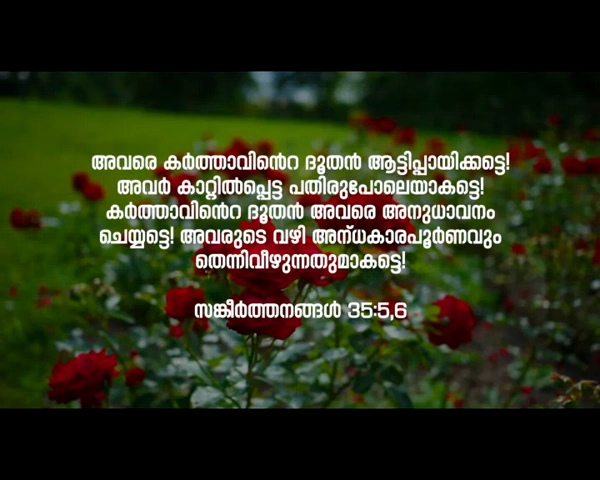 അവരെ കർത്താവിൻെറ ദൂതൻ ആട്ടിപ്പായിക്കട്ടെ!
അവർ കാറ്റിൽപ്പെട്ട പതിരുപോലെയാകട്ടെ!
കർത്താവിൻെറ ദൂതൻ അവരെ അനുധാവനം
ചെയ്യട്ടെ! അവരുടെ വഴി അന്ധകാരപൂർണവും
തെന്നിവീഴുന്നതുമാകട്ടെ!
സങ്കീർത്തനങ്ങൾ 35:5,6